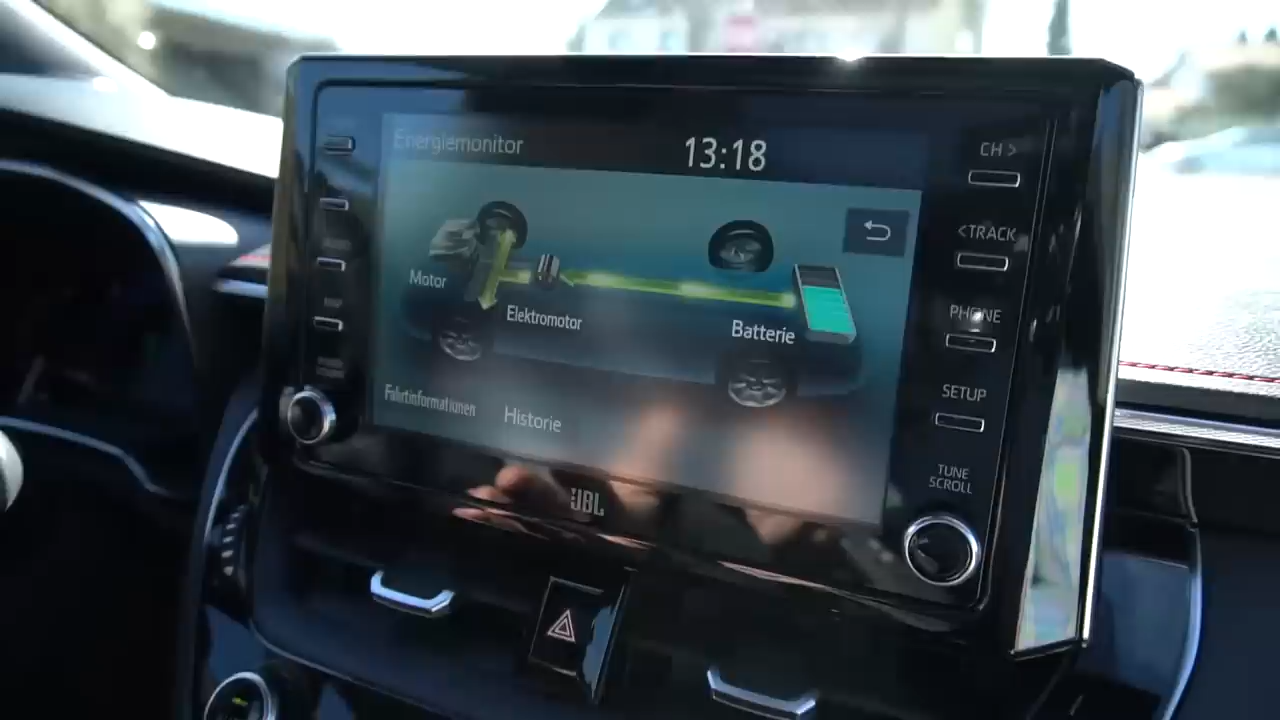 Energiemonitor
13:18
CH >
<TRACK
Motor
Elektromotor
Batterie
PHONE
SETUP
Fahrtinformationen
Historie
TUNE
SCROLL
JBL